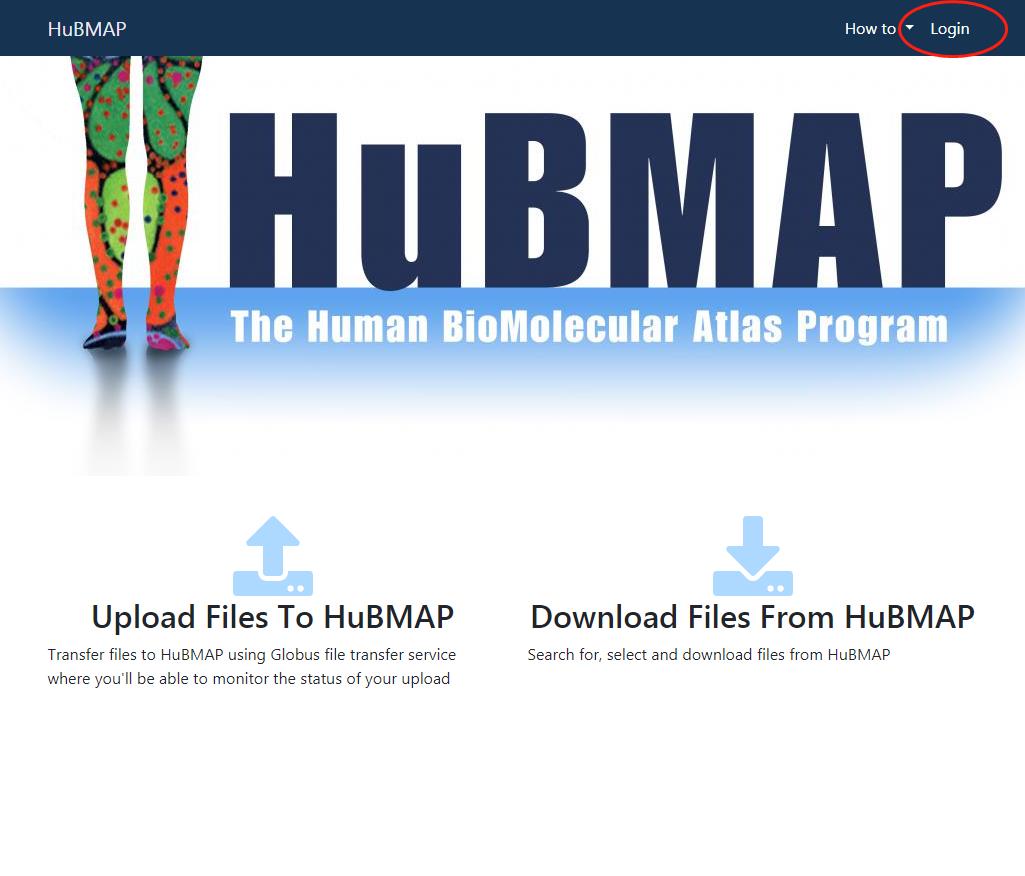 HuBMAP
How to Login
HuBMAP
The Human BioMolecular Atlas Program
Upload Files To HuBMAP
Transfer files to HuBMAP using Globus file transfer service
where you'll be able to monitor the status of your upload
Download Files From HuBMAP
Search for, select and download files from HuBMAP